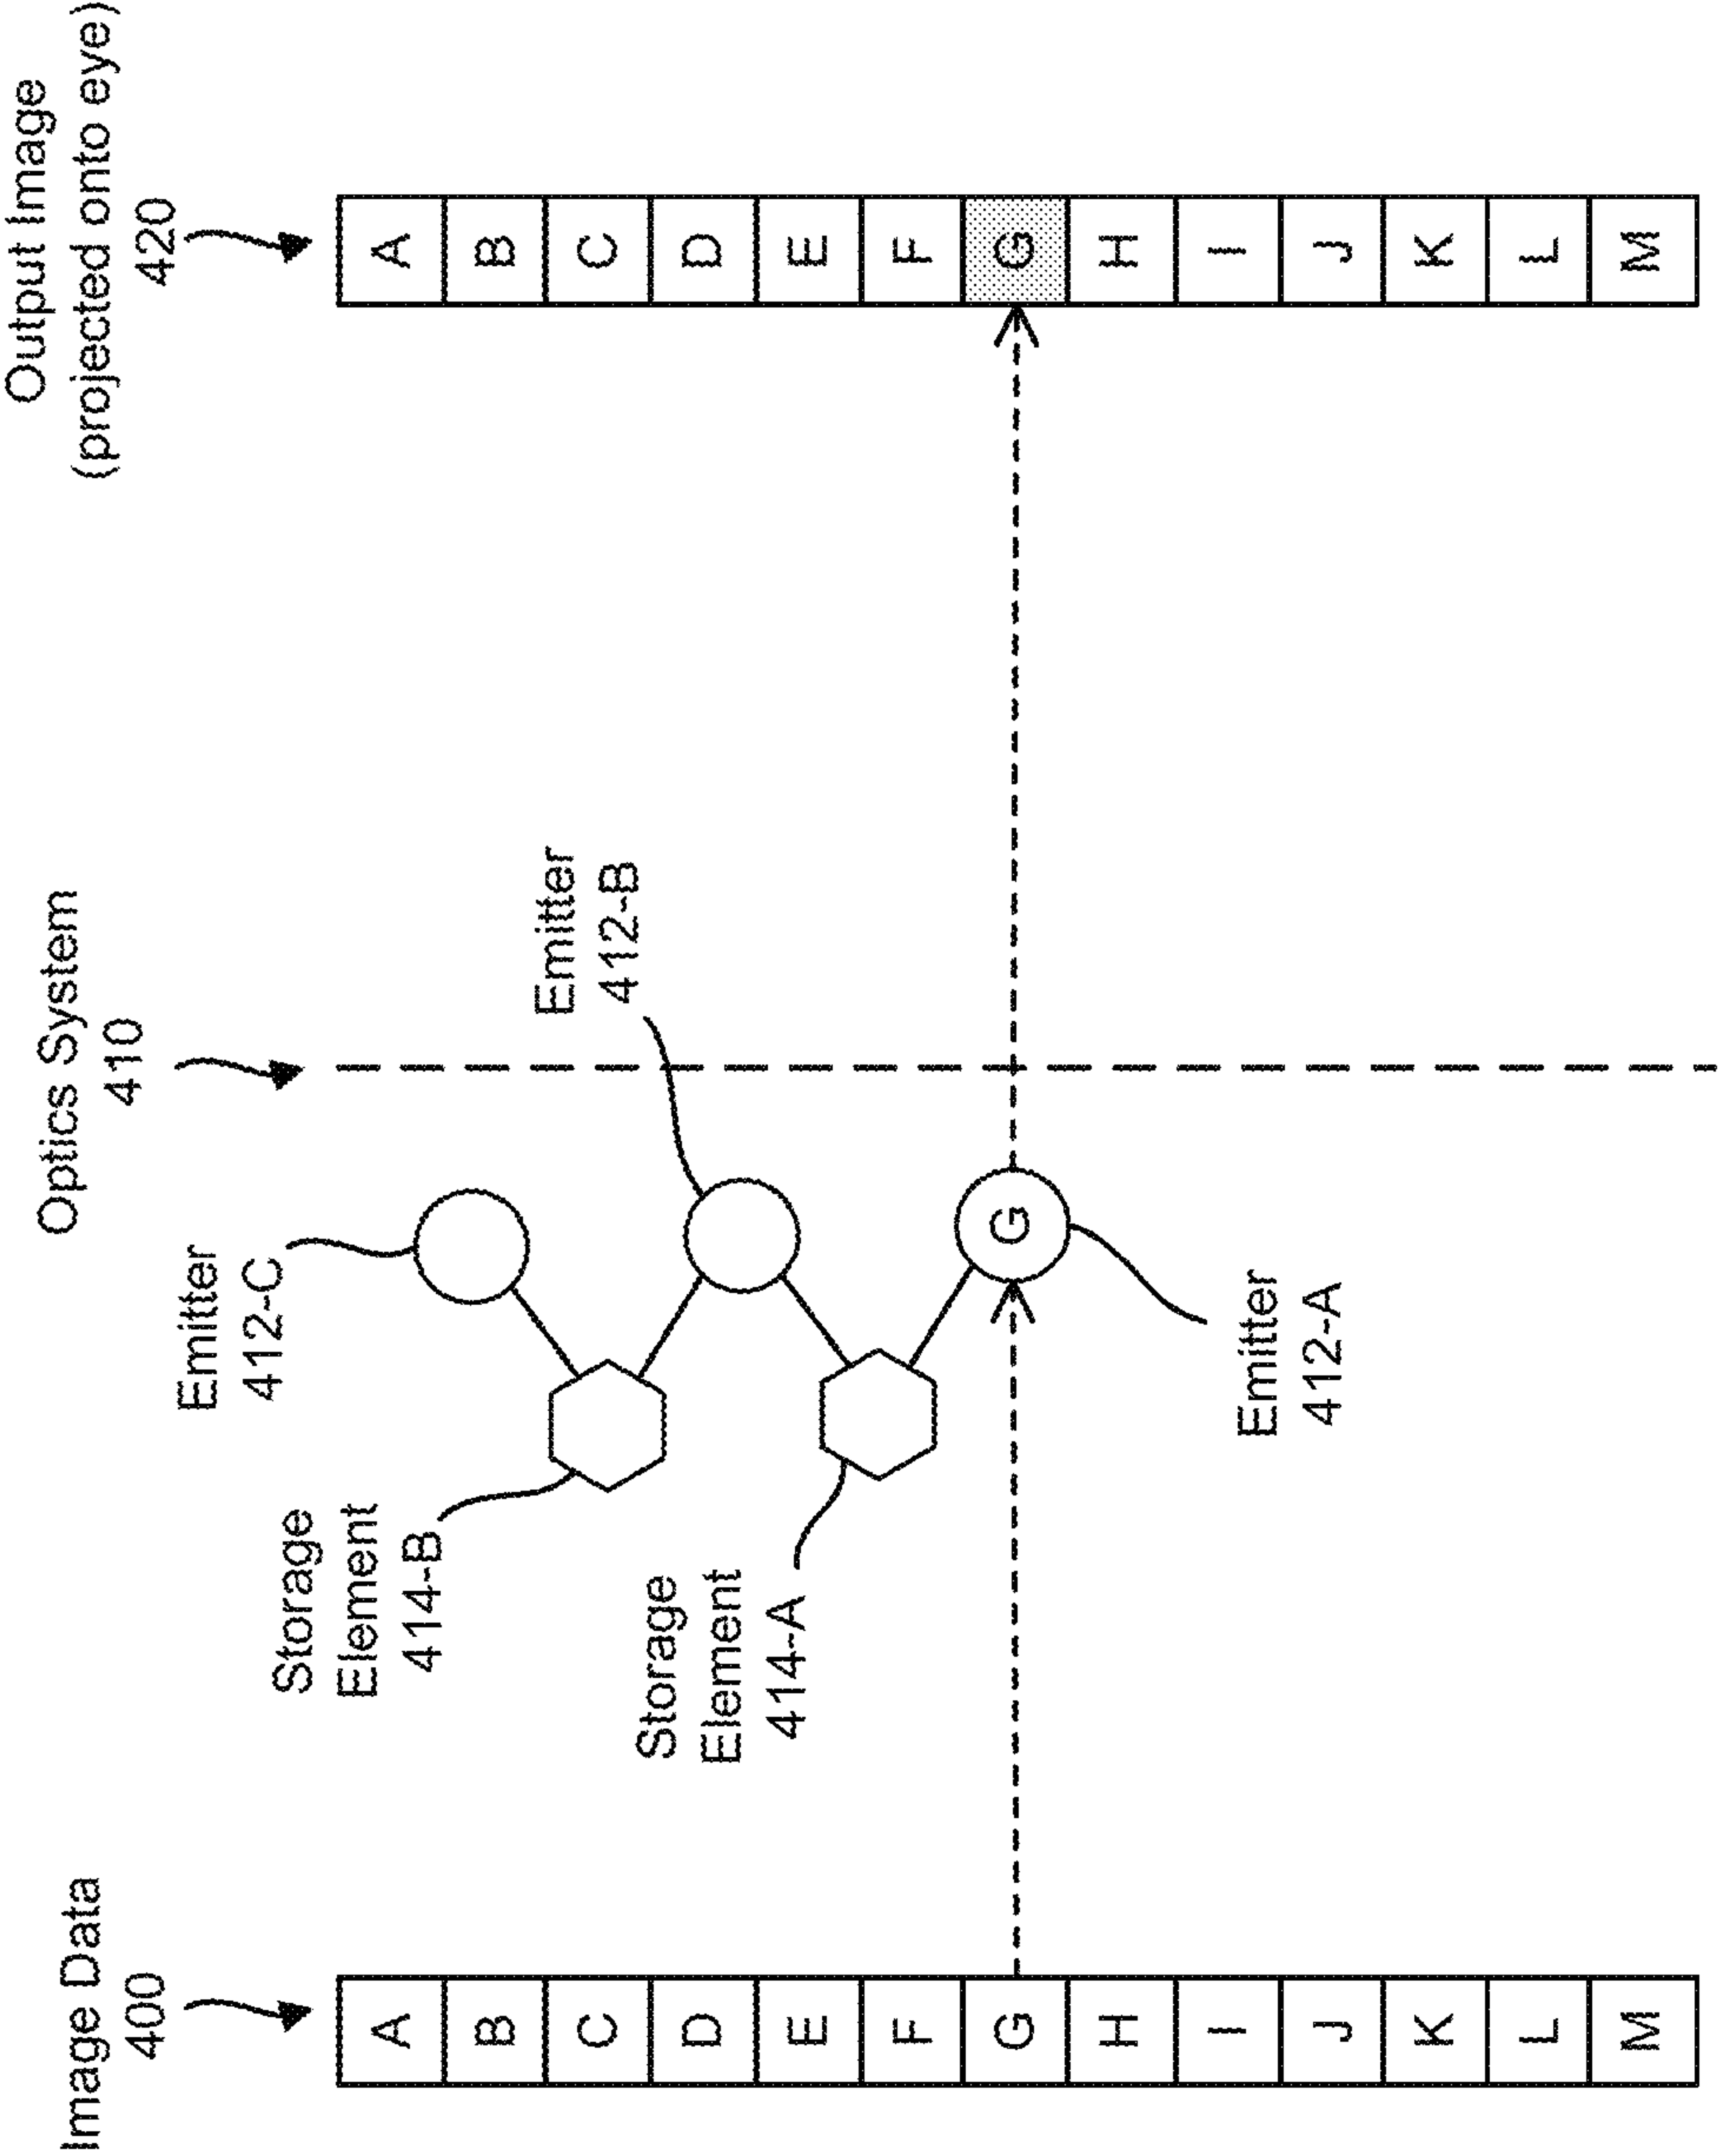 Image Data
400
A
B
C
D
E
F
G
H
I
J
K
L
M
Optics System
410
Emitter
412-C
Storage
Element
414-B
Emitter
412-B
Storage
Element
414-A
G
Emitter
412-A
Output Image
(projected onto eye)
420
A
B
C
D
E
F
G
H
I
J
K
L
M